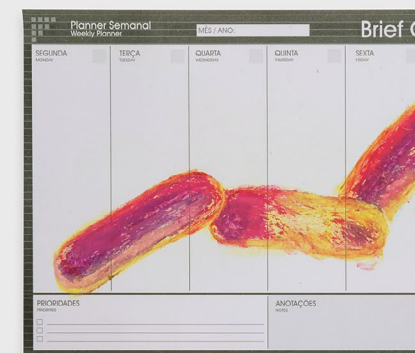 Planner Semanal
Weekly Planner
MÊS / ANO:
Brief
SEGUNDA
MONDAY
TERÇA
TUESDAY
QUARTA
WEDNESDAY
QUINTA
THURSDAY
SEXTA
FRIDAY
PRIORIDADES
PRIORITIES
ANOTAÇÕES
NOTES